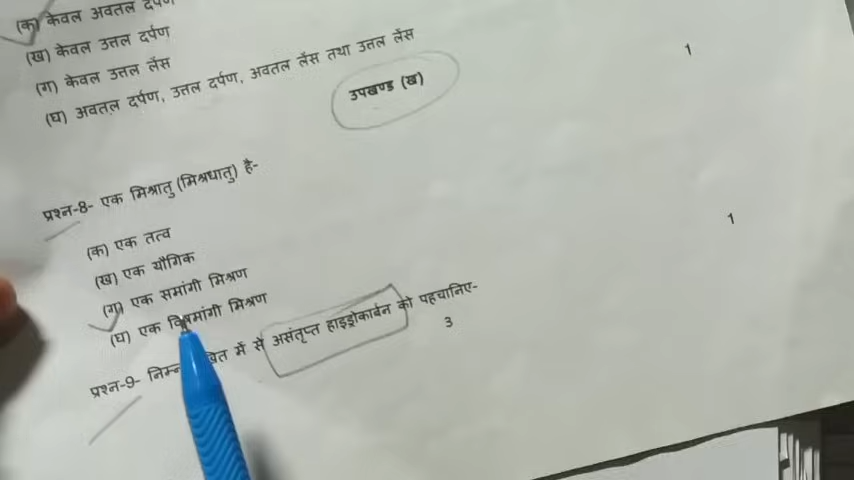 (क) केवल अवतल दर्पण
(ख) केवल उत्तल दर्पण
(ग) केवल उत्तल लेंस
(घ) अवतल दर्पण, उत्तल दर्पण, अवतल लेंस तथा उत्तल लेंस
1
उपखण्ड (ख)
प्रश्न-8- एक मिश्रातु (मिश्रधातु) है-
1
(क) एक तत्व
(ख) एक यौगिक
(ग) एक समांगी मिश्रण
(घ) एक विषमांगी मिश्रण
प्रश्न-9- में से असंतृप्त हाइड्रोकार्बन को पहचानिए-
3